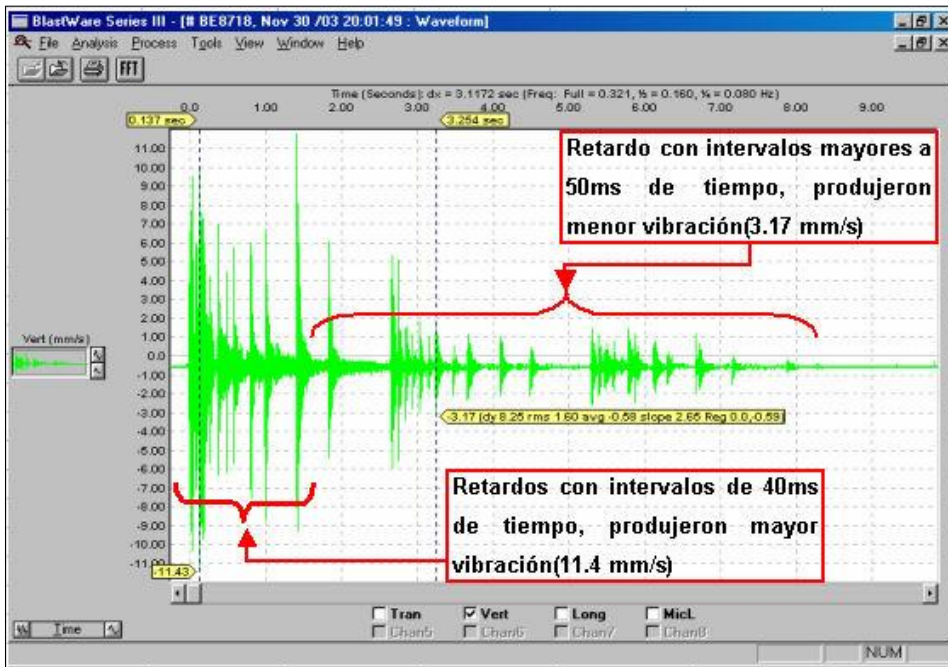 BlastWare Series III - [# BE8718, Nov 30 /03 20:01:49 : Waveform]
File Analysis Process Tools View Window Help
FFT
Time (Seconds): dx = 3.1172 sec (Freq: Full = 0.321, ½ = 0.160, ¼ = 0.080 Hz)
0.0 1.00 2.00 3.00 4.00 5.00 6.00 7.00 8.00 9.00
0.137 sec 3.254 sec
11.00
10.00
9.00
8.00
7.00
6.00
5.00
4.00
3.00
2.00
1.00
0.0
-1.00
-2.00
-3.00
-4.00
-5.00
-6.00
-7.00
-8.00
-9.00
-10.00
-11.00
-11.43
Vert (mm/s)
Retardo con intervalos mayores a
50ms de tiempo, produjeron
menor vibración(3.17 mm/s)
-3.17 (dy 8.25 rms 1.60 avg -0.58 slope 2.65 Reg 0.0,-0.59)
Retardos con intervalos de 40ms
de tiempo, produjeron mayor
vibración(11.4 mm/s)
Tran Vert Long MicL
Chan5 Chan6 Chan7 Chan8
Time
NUM